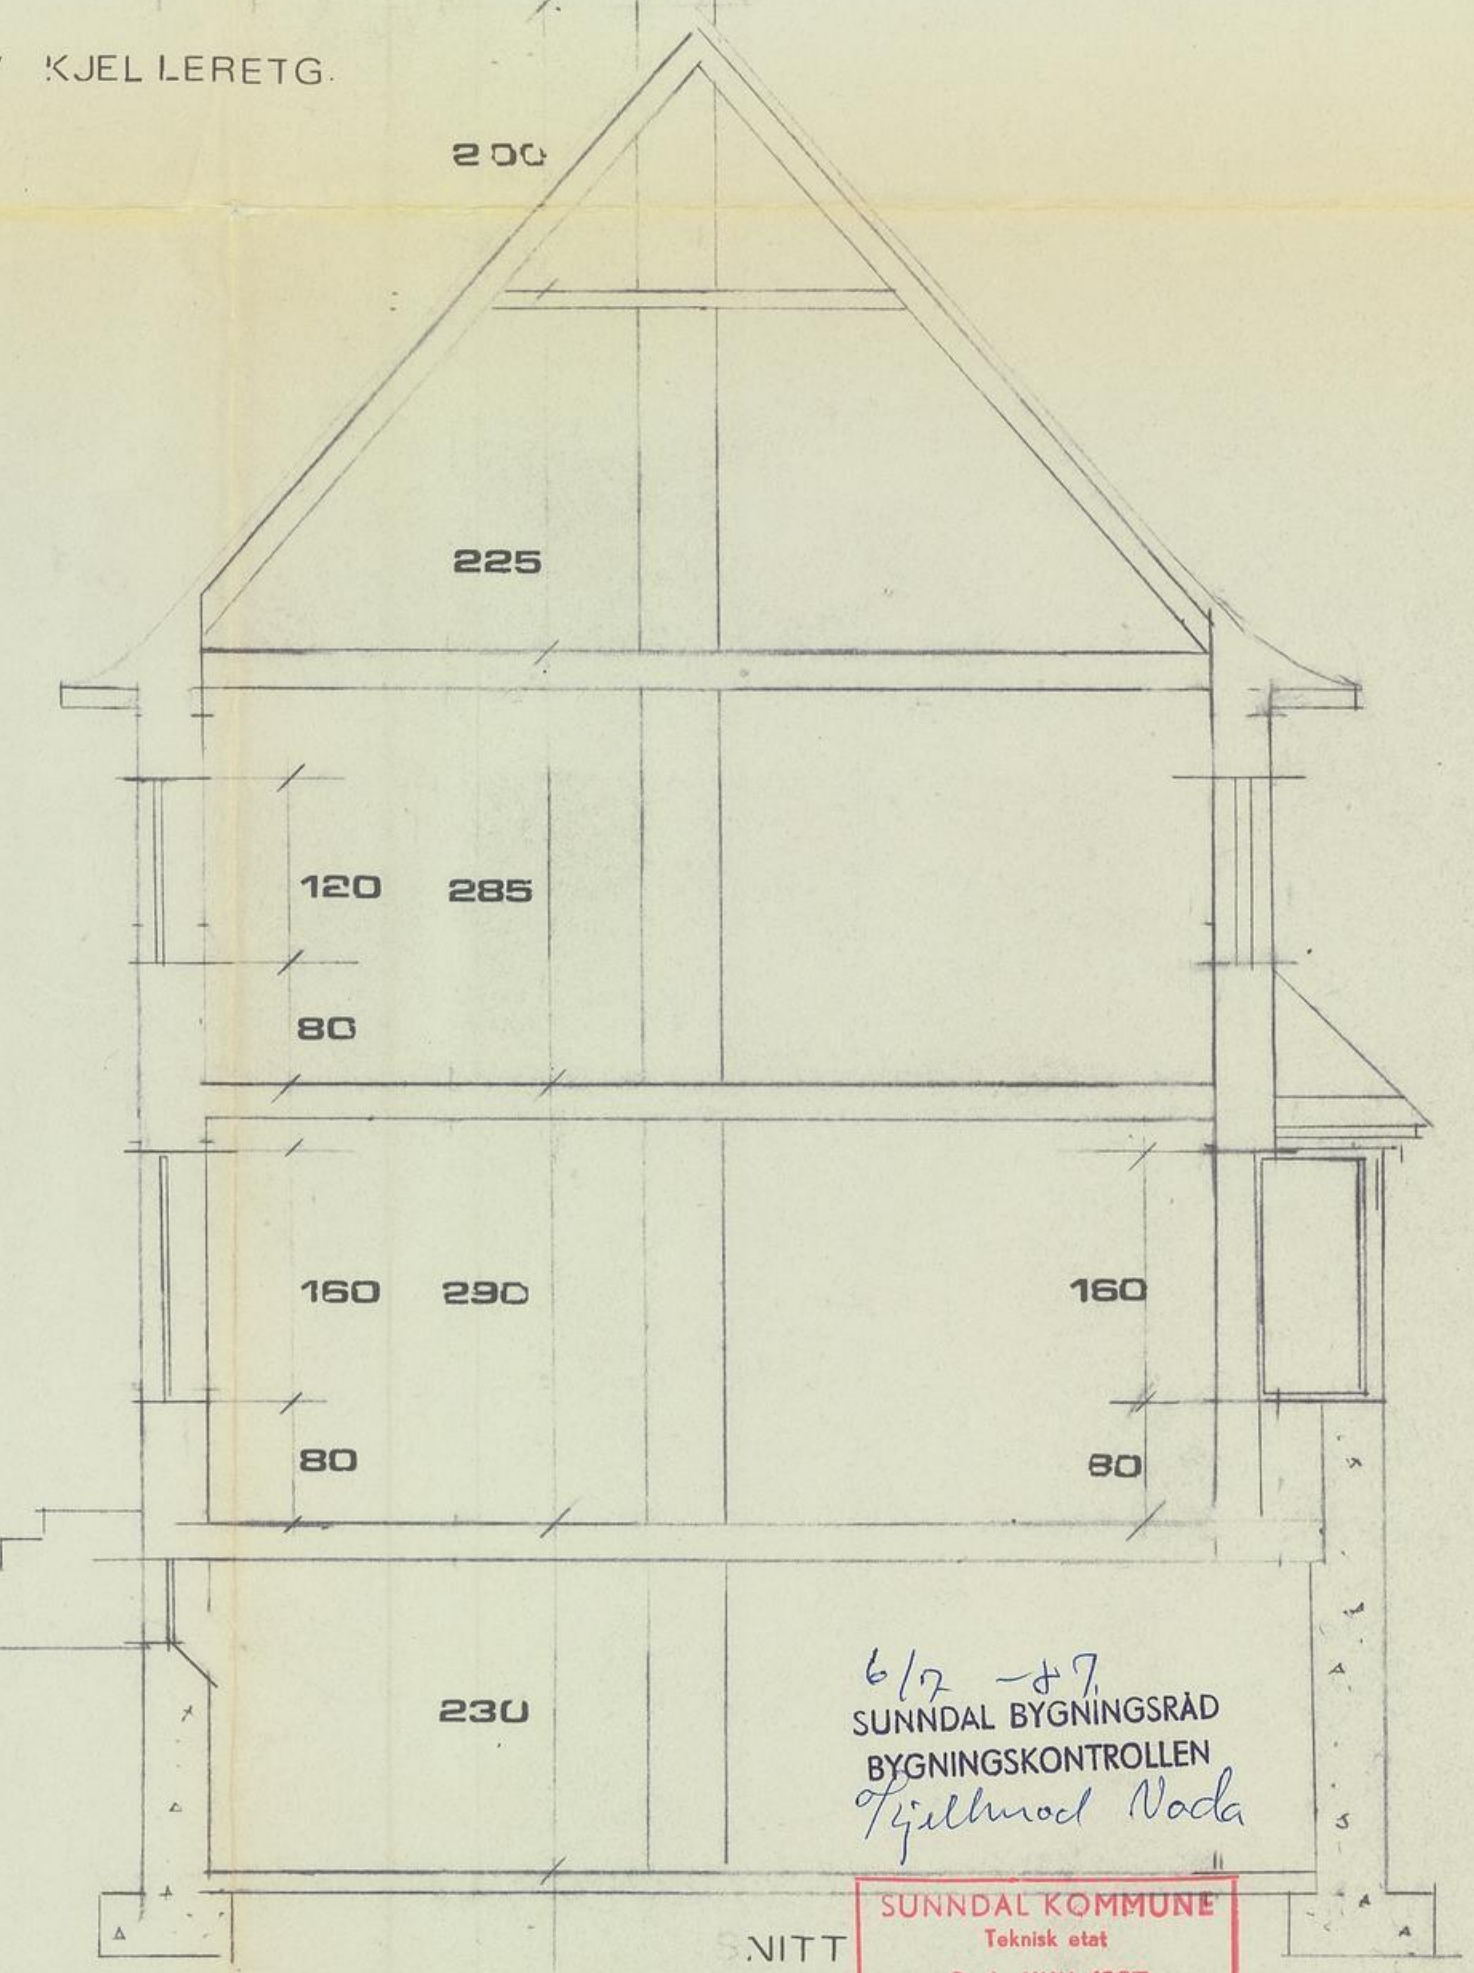 KJELLERETG.
200
225
120 285
80
160 290 160
80 80
230
6/7 -87.
SUNNDAL BYGNINGSRÅD
BYGNINGSKONTROLLEN
SUNNDAL KOMMUNE
Teknisk etat
SNITT